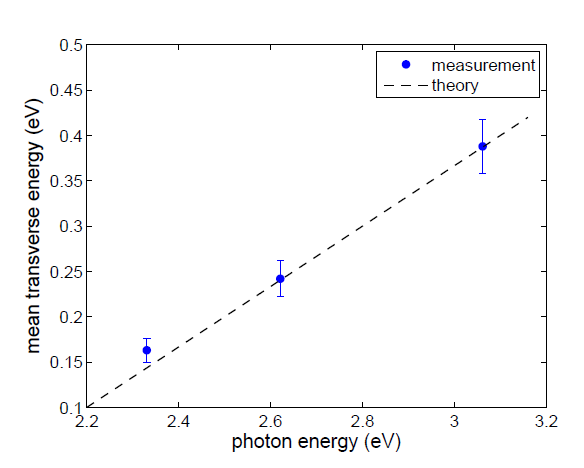 0.5
measurement
theory
0.45
0.4
0.35
0.3
0.25
0.2
0.15
0.1
mean transverse energy (eV)
2.2 2.4 2.6 2.8 3 3.2
photon energy (eV)